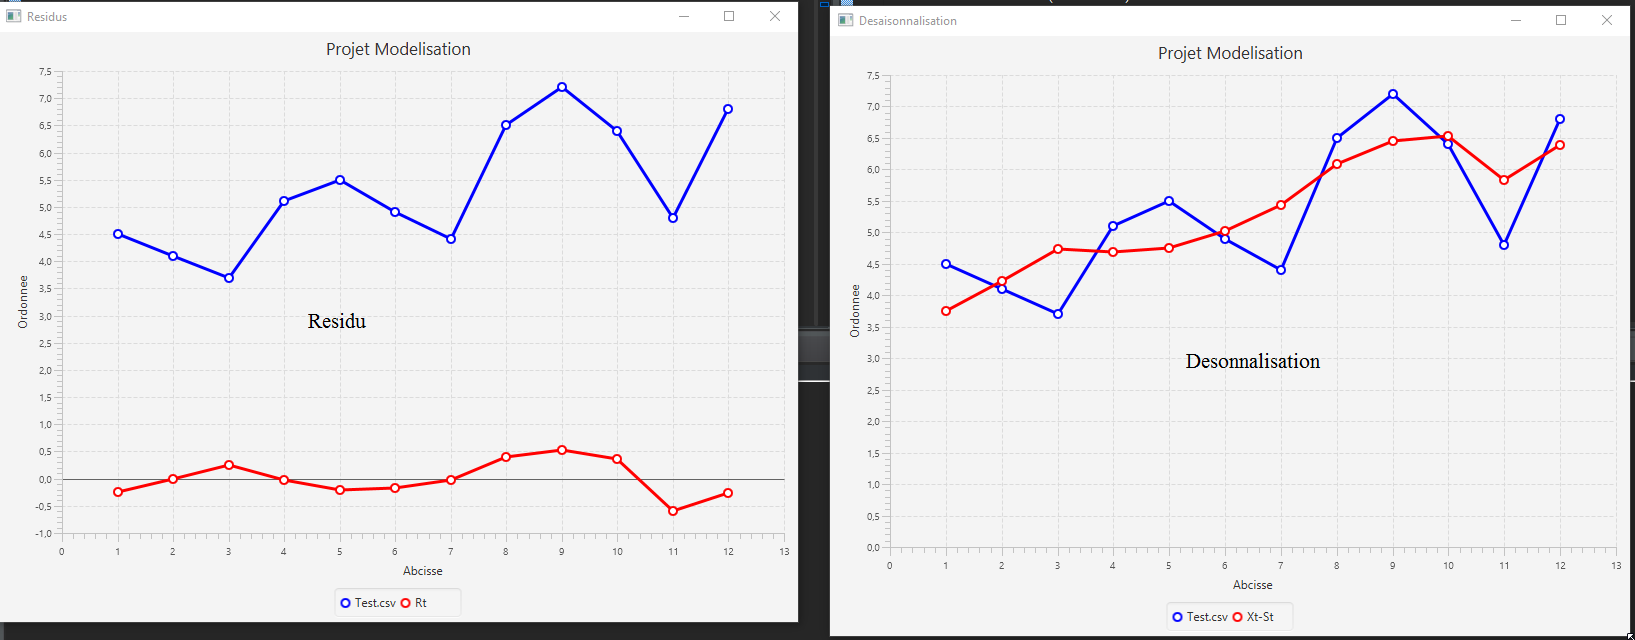 Residus
Projet Modelisation
7,5
7,0
6,5
6,0
5,5
5,0
4,5
4,0
3,5
3,0
2,5
2,0
1,5
1,0
0,5
0,0
-0,5
-1,0
Ordonnee
Residu
0 1 2 3 4 5 6 7 8 9 10 11 12 13
Abcisse
Test.csv Rt
Desaisonnalisation
Projet Modelisation
7,5
7,0
6,5
6,0
5,5
5,0
4,5
4,0
3,5
3,0
2,5
2,0
1,5
1,0
0,5
0,0
Ordonnee
Desonnalisation
0 1 2 3 4 5 6 7 8 9 10 11 12 13
Abcisse
Test.csv Xt-St